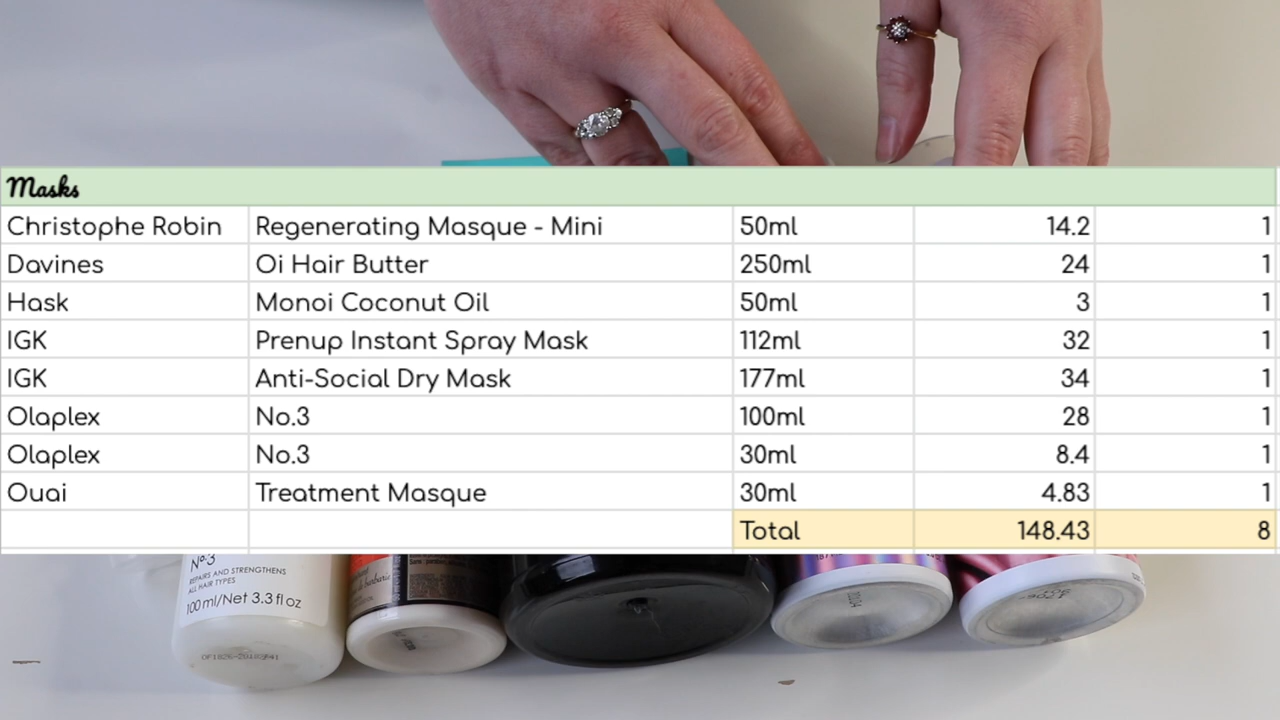 Masks
Christophe Robin Regenerating Masque - Mini 50ml 14.2 1
Davines Oi Hair Butter 250ml 24 1
Hask Monoi Coconut Oil 50ml 3 1
IGK Prenup Instant Spray Mask 112ml 32 1
IGK Anti-Social Dry Mask 177ml 34 1
Olaplex No.3 100ml 28 1
Olaplex No.3 30ml 8.4 1
Ouai Treatment Masque 30ml 4.83 1
Total 148.43 8
Nº.3
REPAIRS AND STRENGTHENS
ALL HAIR TYPES
100 ml/Net 3.3 fl oz